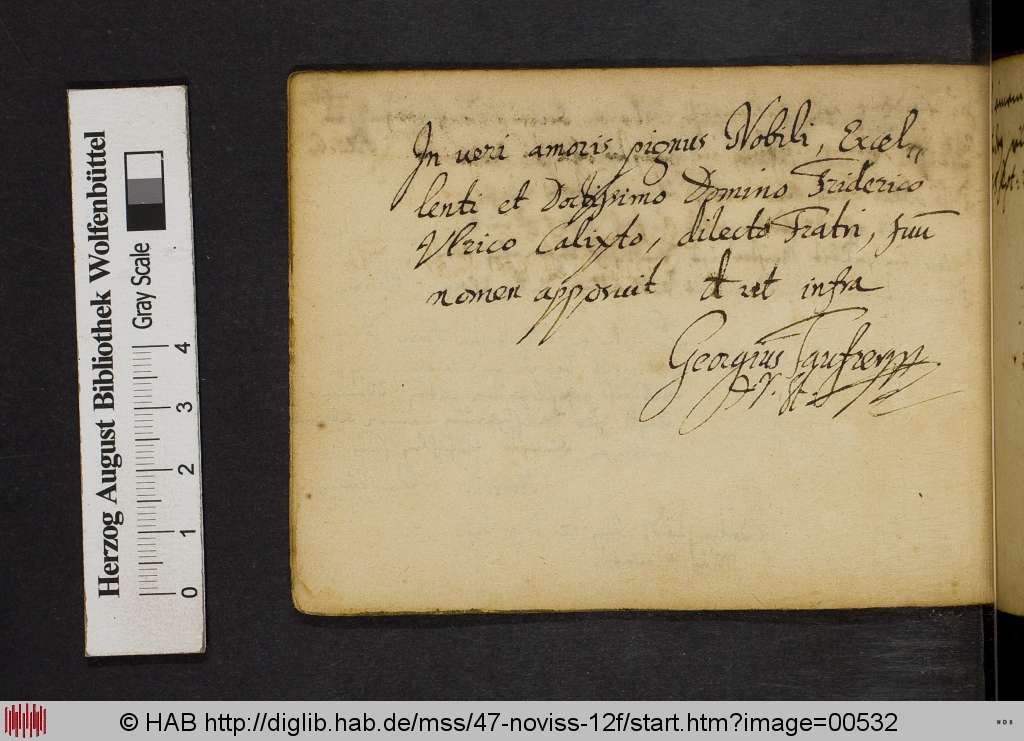 In veri amoris pignus Nobili, Excel„
lenti et Doctissimo Domino Friderico
Vlrico Calixto, dilecto Fratri, suū
nomen apposuit d ut infra
Georgius
Herzog August Bibliothek Wolfenbüttel
Gray Scale
0 1 2 3 4
© HAB http://diglib.hab.de/mss/47-noviss-12f/start.htm?image=00532